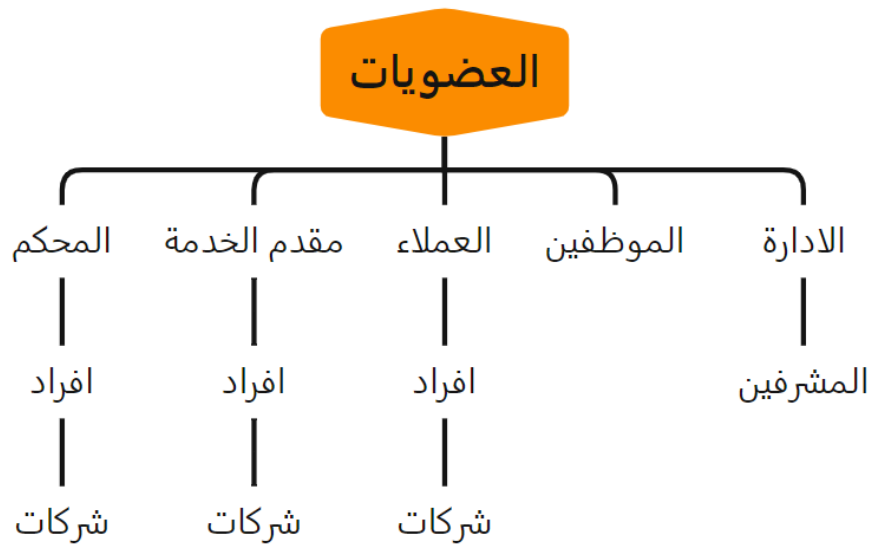 العضويات
الادارة الموظفين العملاء مقدم الخدمة المحكم
المشرفين افراد افراد افراد
شركات شركات شركات